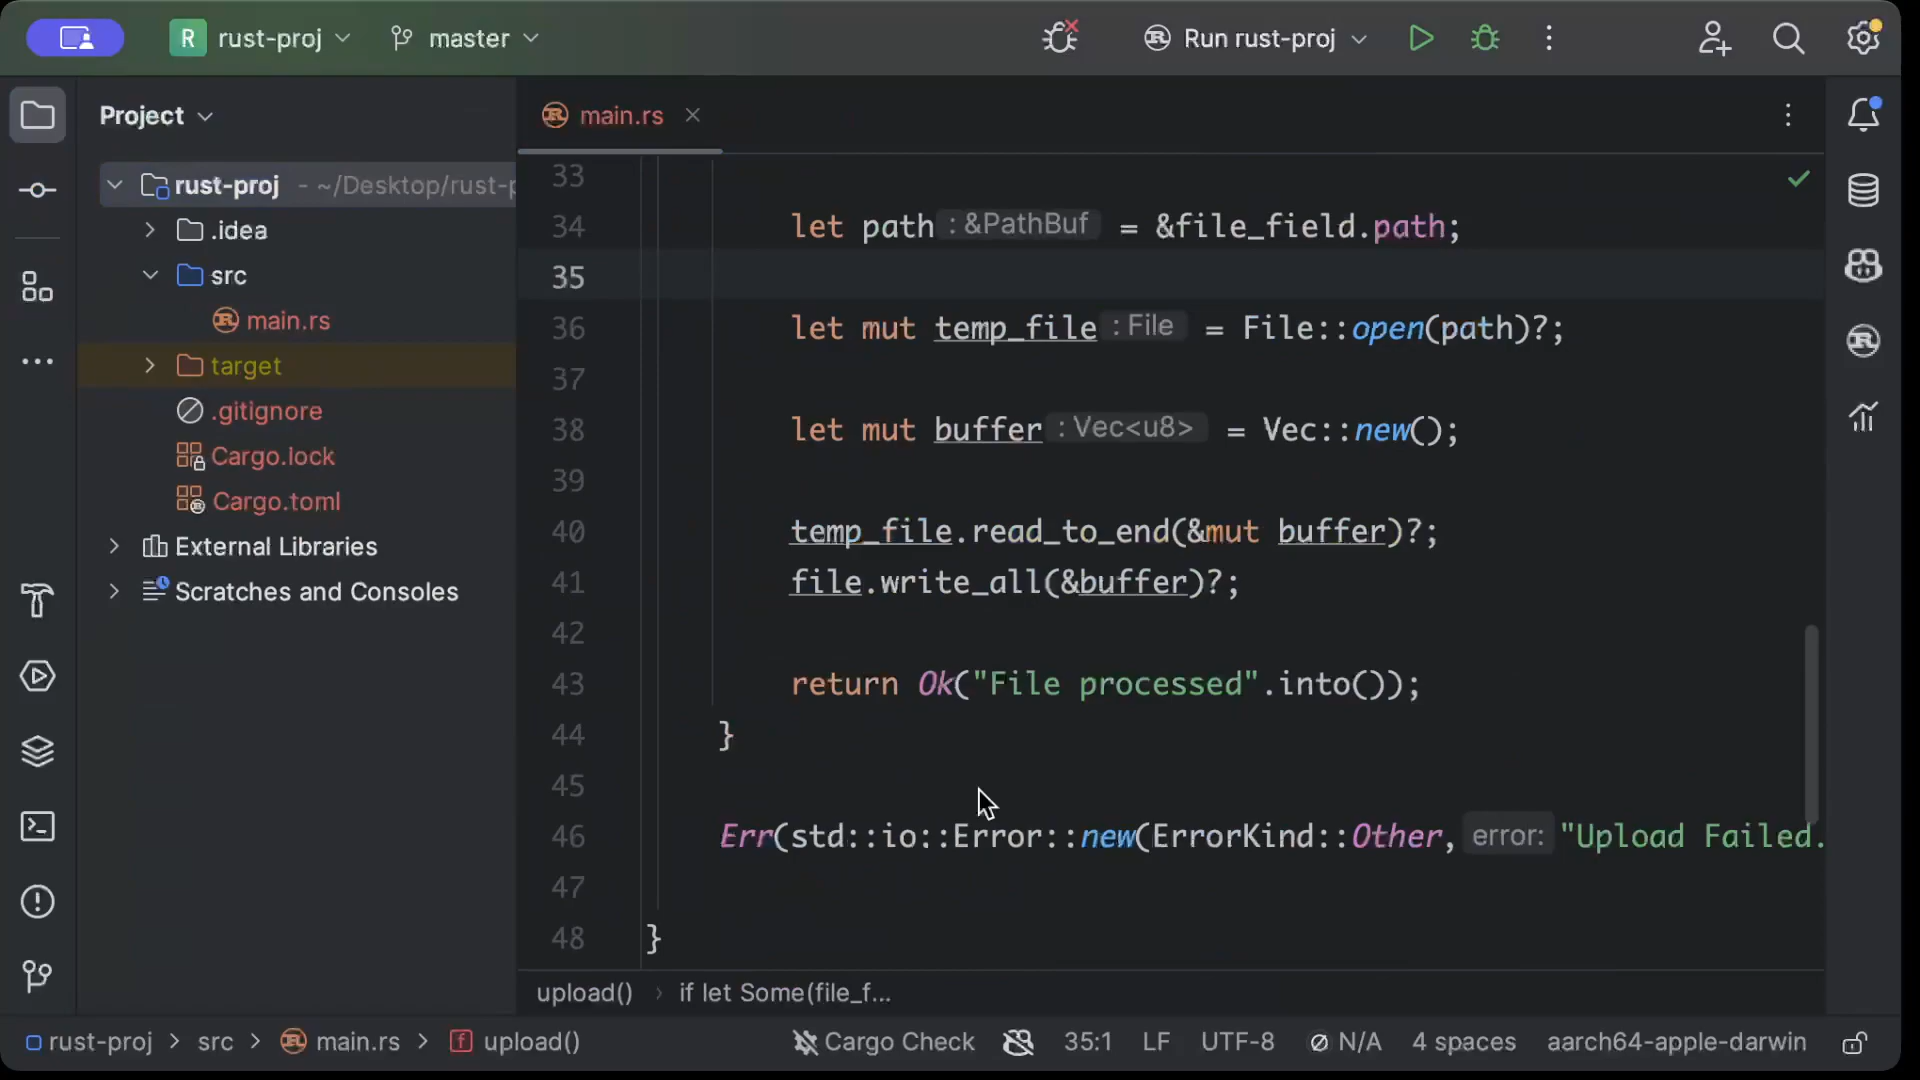 R rust-proj master Run rust-proj
Project
main.rs
rust-proj - ~/Desktop/rust-p
.idea
src
main.rs
target
.gitignore
Cargo.lock
Cargo.toml
External Libraries
Scratches and Consoles
33
34 let path : &PathBuf = &file_field.path;
35
36 let mut temp_file : File = File::open(path)?;
37
38 let mut buffer : Vec<u8> = Vec::new();
39
40 temp_file.read_to_end(&mut buffer)?;
41 file.write_all(&buffer)?;
42
43 return Ok("File processed".into());
44 }
45
46 Err(std::io::Error::new(ErrorKind::Other, error: "Upload Failed.
47
48 }
upload() › if let Some(file_f...
rust-proj > src > main.rs > upload() Cargo Check 35:1 LF UTF-8 N/A 4 spaces aarch64-apple-darwin